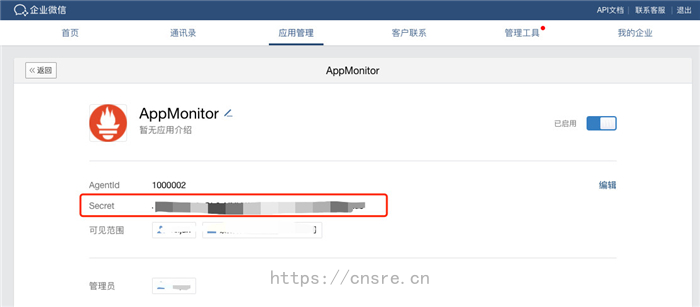 企业微信
API文档 | 联系客服 | 退出
首页 通讯录 应用管理 客户联系 管理工具 我的企业
<< 返回 AppMonitor
AppMonitor
暂无应用介绍
已启用
AgentId 1000002 编辑
Secret
可见范围
管理员
https://cnsre.cn